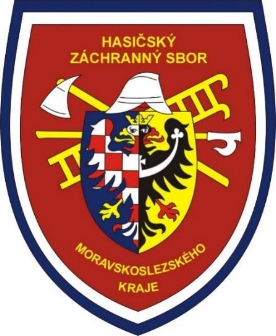 HASIČSKÝ
ZÁCHRANNÝ SBOR
MORAVSKOSLEZSKÉHO
KRAJE